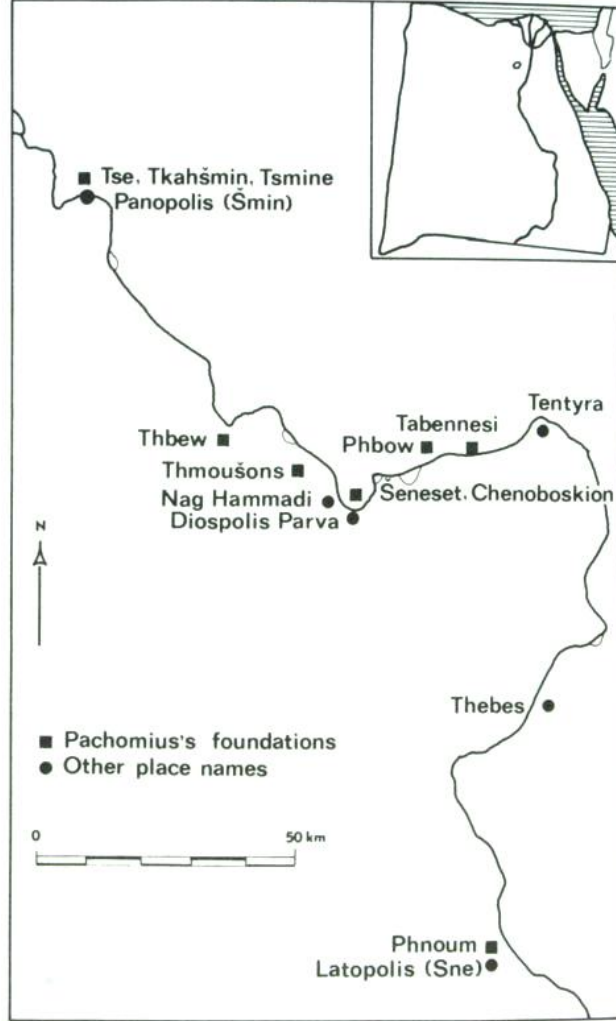 Tse, Tkahšmin, Tsmine
Panopolis (Šmin)
Tentyra
Tabennesi
Thbew
Phbow
Thmoušons
Šeneset, Chenoboskion
Nag Hammadi
Diospolis Parva
N
Thebes
Pachomius's foundations
Other place names
0 50 km
Phnoum
Latopolis (Sne)